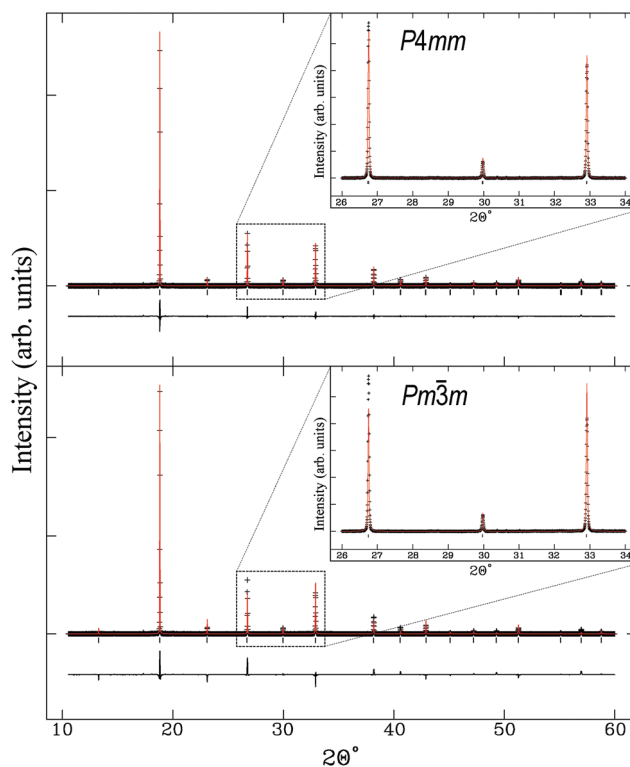 P4mm
Intensity (arb. units)
26 27 28 29 30 31 32 33 34
2Θ°
Intensity (arb. units)
Pm3̄m
Intensity (arb. units)
26 27 28 29 30 31 32 33 34
2Θ°
10 20 30 40 50 60
2Θ°